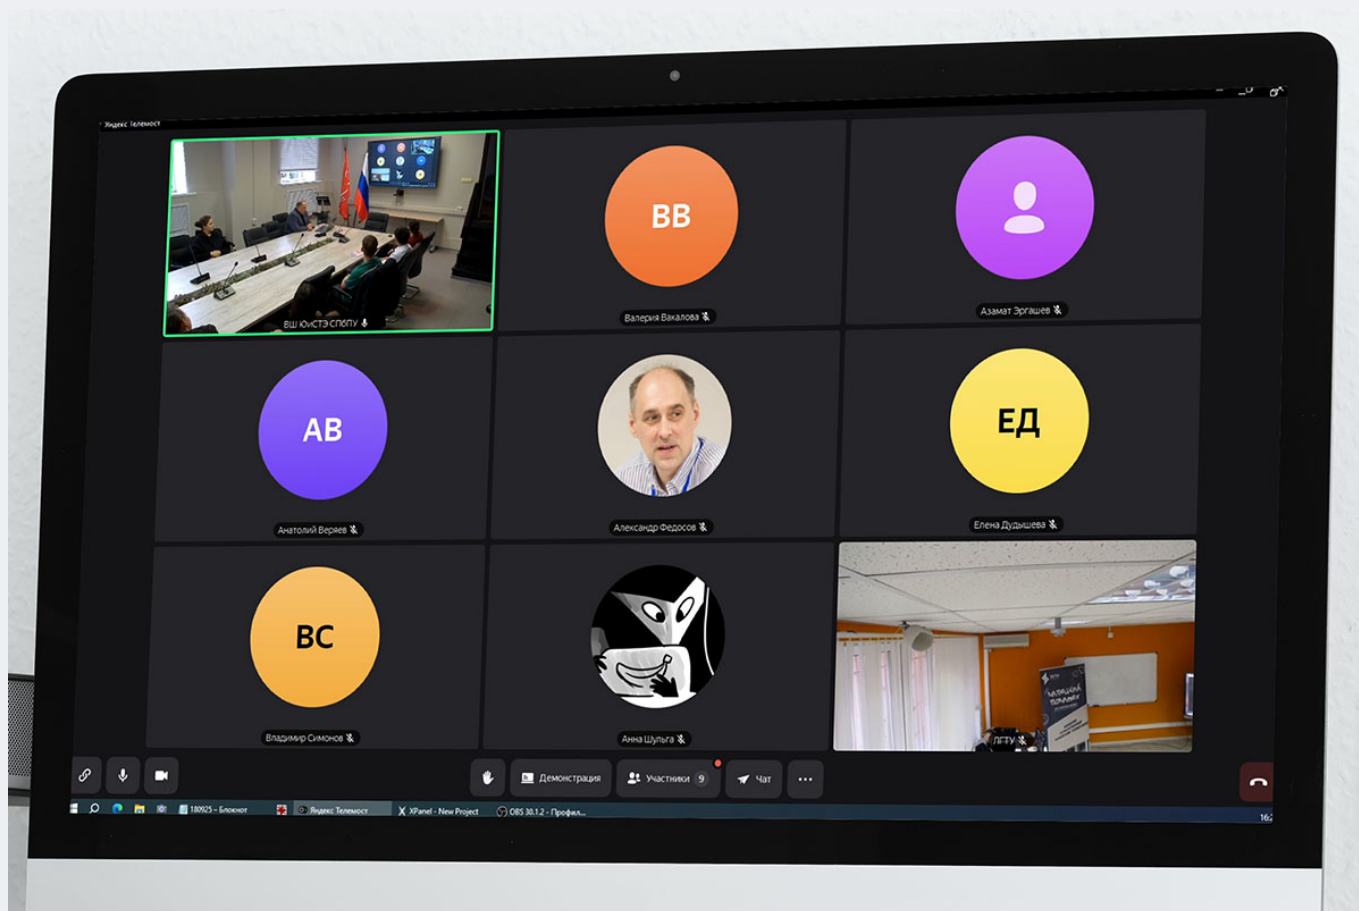 Яндекс Телемост
ВШ ЮиСТЭ СПбПУ
ВВ
Валерия Вакалова
Азамат Эргашев
АВ
Анатолий Веряев
Александр Федосов
ЕД
Елена Дудышева
ВС
Владимир Симонов
Анна Шульга
ЛГТУ
Демонстрация
Участники 9
Чат
180925 – Блокнот
Яндекс Телемост
XPanel - New Project
OBS 30.1.2 - Профил...
16: